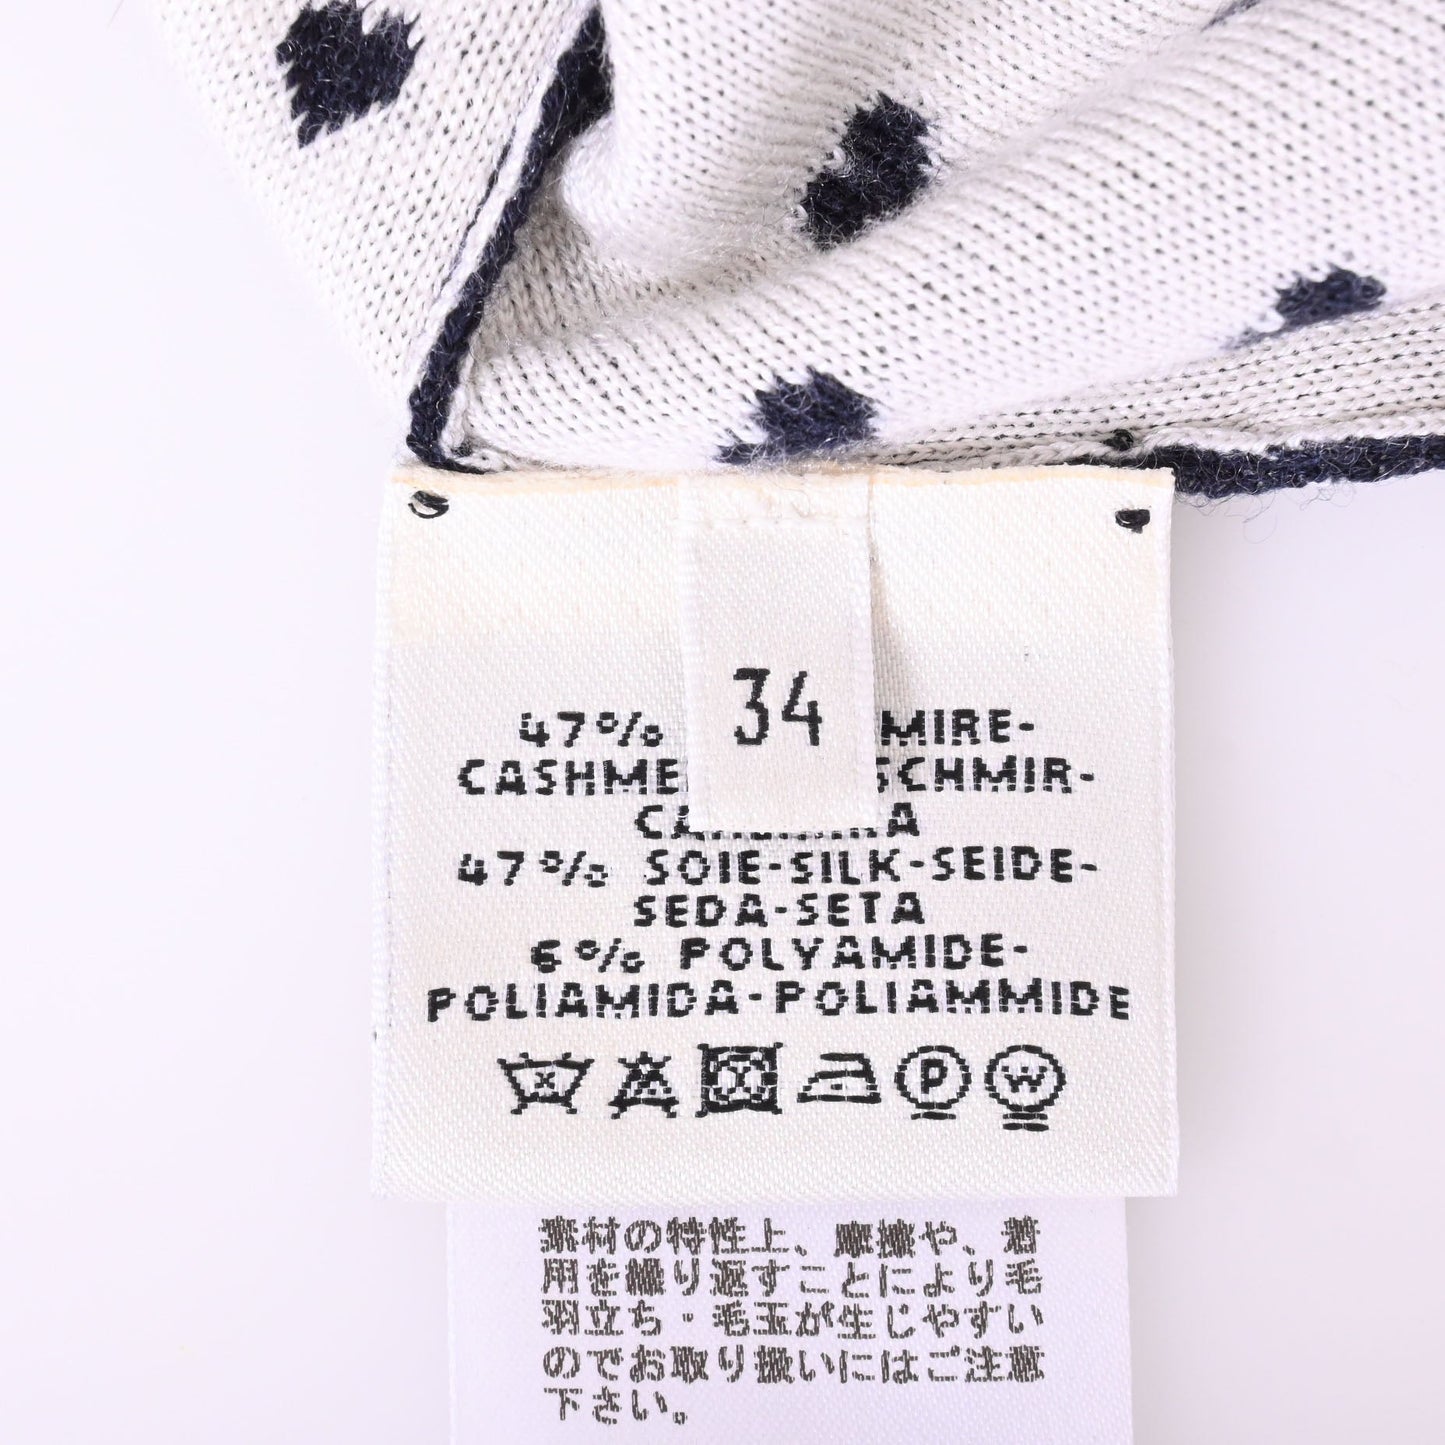 34
47% MIRE-
CASHME SCHMIR-
47% SOIE-SILK-SEIDE-
SEDA-SETA
6% POLYAMIDE-
POLIAMIDA-POLIAMMIDE
P W
素材の特性上、摩擦や、着
用を繰り返すことにより毛
羽立ち・毛玉が生じやすい
のでお取り扱いにはご注意
下さい。